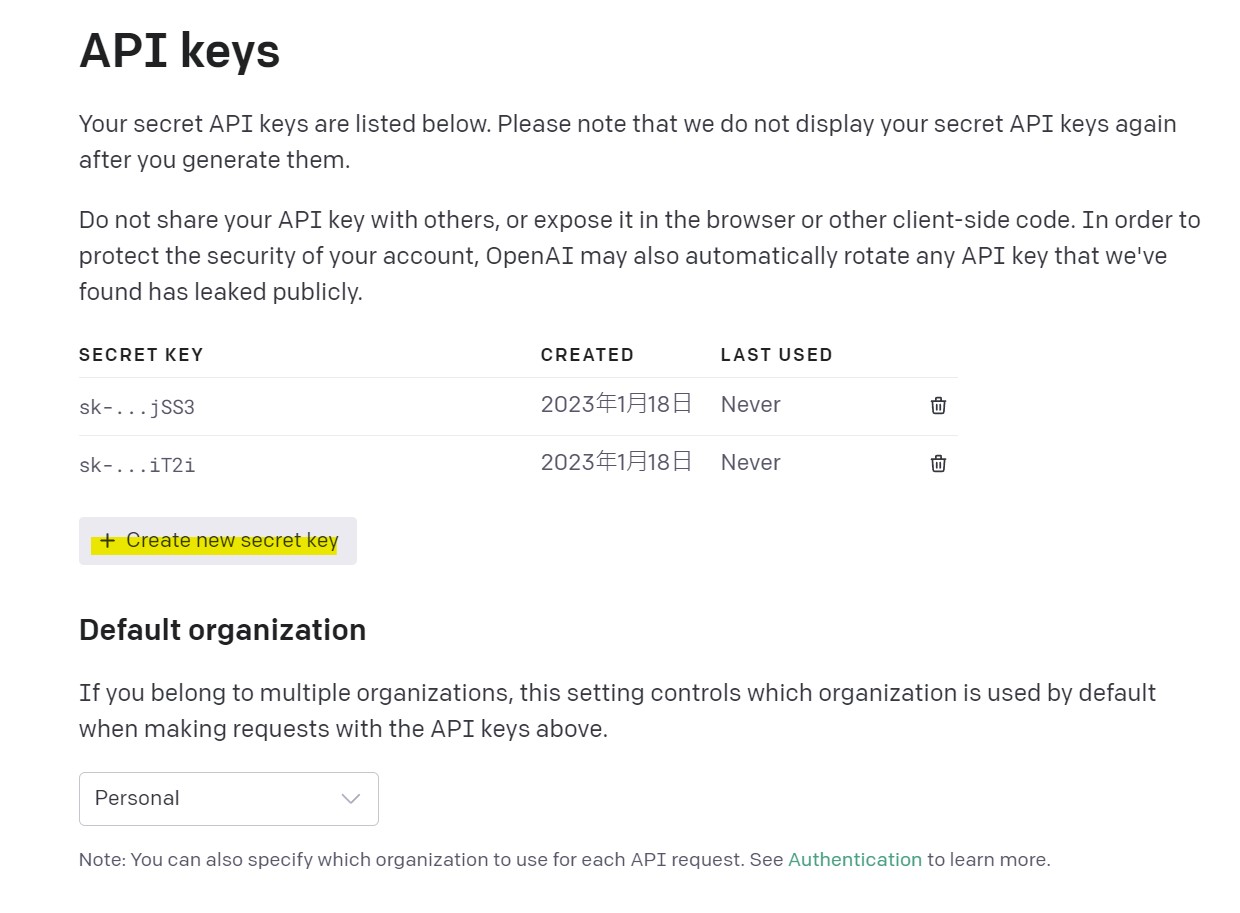 API keys
Your secret API keys are listed below. Please note that we do not display your secret API keys again
after you generate them.
Do not share your API key with others, or expose it in the browser or other client-side code. In order to
protect the security of your account, OpenAI may also automatically rotate any API key that we've
found has leaked publicly.
SECRET KEY CREATED LAST USED
sk-...jSS3 2023年1月18日 Never
sk-...iT2i 2023年1月18日 Never
+ Create new secret key
Default organization
If you belong to multiple organizations, this setting controls which organization is used by default
when making requests with the API keys above.
Personal
Note: You can also specify which organization to use for each API request. See Authentication to learn more.